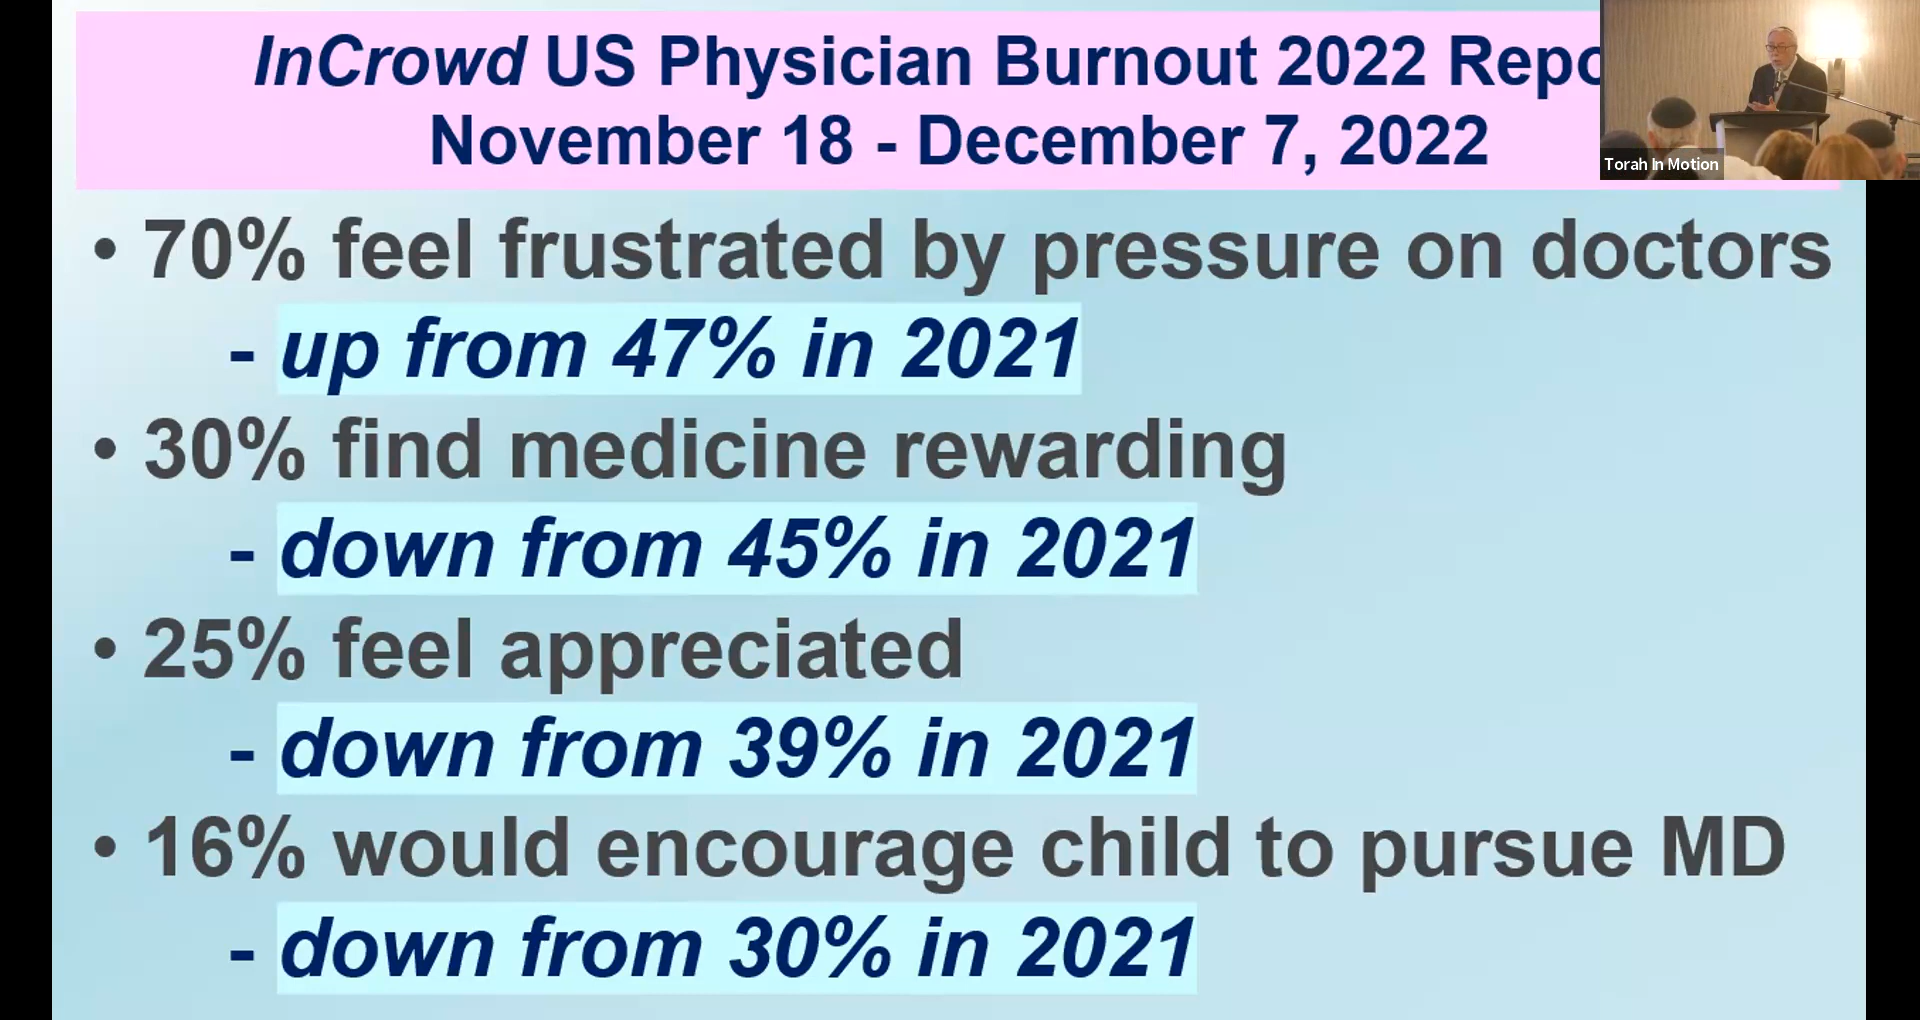 InCrowd US Physician Burnout 2022 Repo
November 18 - December 7, 2022
Torah In Motion
• 70% feel frustrated by pressure on doctors
- up from 47% in 2021
• 30% find medicine rewarding
- down from 45% in 2021
• 25% feel appreciated
- down from 39% in 2021
• 16% would encourage child to pursue MD
- down from 30% in 2021